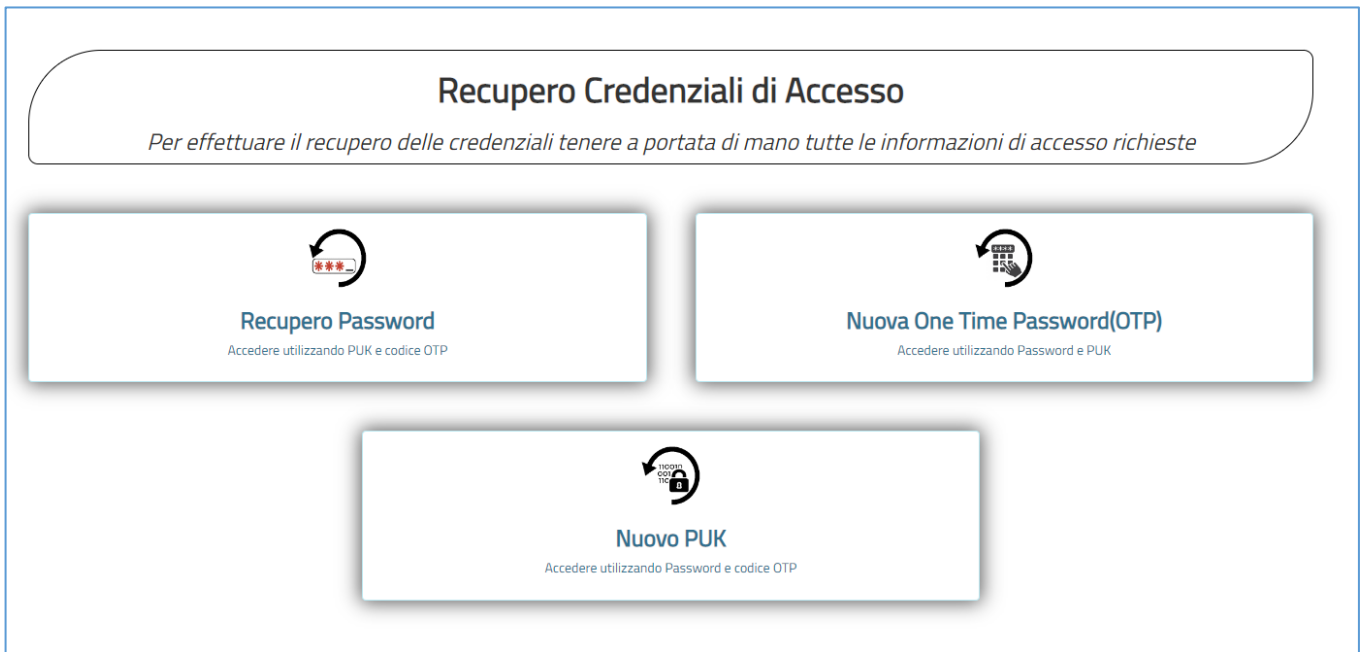 Recupero Credenziali di Accesso
Per effettuare il recupero delle credenziali tenere a portata di mano tutte le informazioni di accesso richieste
Recupero Password
Accedere utilizzando PUK e codice OTP
Nuova One Time Password(OTP)
Accedere utilizzando Password e PUK
Nuovo PUK
Accedere utilizzando Password e codice OTP